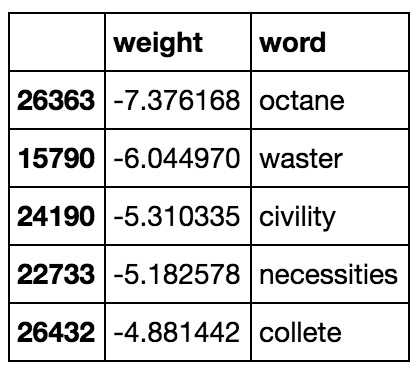 weight word
26363 -7.376168 octane
15790 -6.044970 waster
24190 -5.310335 civility
22733 -5.182578 necessities
26432 -4.881442 collete